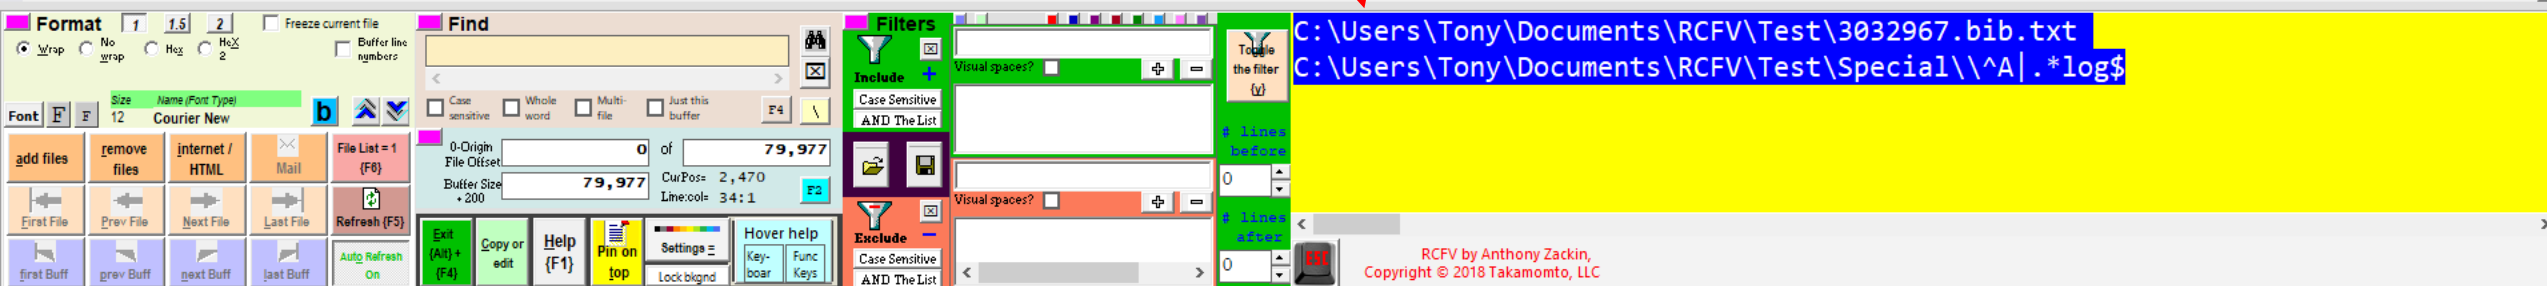 Format 1 1.5 2 Freeze current file
Wrap No wrap Hex HeX 2 Buffer line numbers
Size Name (Font Type)
Font F F 12 Courier New b
add files remove files internet / HTML Mail File List = 1 {F6}
First File Prev File Next File Last File Refresh {F5}
first Buff prev Buff next Buff last Buff Auto Refresh On
Find
Case sensitive Whole word Multi-file Just this buffer F4 \
0-Origin File Offset 0 of 79,977
Buffer Size +200 79,977 CurPos= 2,470 F2
Line:col= 34:1
Exit {Alt} + {F4} Copy or edit Help {F1} Pin on top Settings = Lock bkgnd Hover help Key-boar Func Keys
Filters
Include +
Visual spaces?
Case Sensitive
AND The List
Visual spaces?
Exclude −
Case Sensitive
AND The List
Toggle the filter {v}
# lines before
0
# lines after
0
C:\Users\Tony\Documents\RCFV\Test\3032967.bib.txt
C:\Users\Tony\Documents\RCFV\Test\Special\\^A|.*log$
ESC
RCFV by Anthony Zackin,
Copyright © 2018 Takamomto, LLC